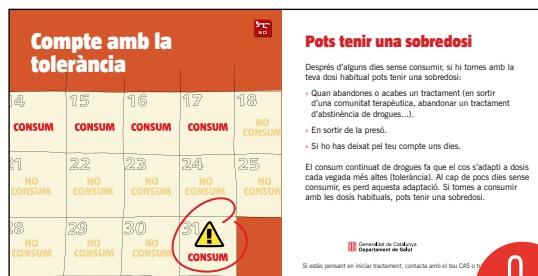 Compte amb la
tolerància
14 15 16 17 18
CONSUM CONSUM CONSUM CONSUM NO CONSUM
21 22 23 24 25
NO CONSUM NO CONSUM NO CONSUM NO CONSUM NO CONSUM
28 29 30 31
NO CONSUM NO CONSUM NO CONSUM CONSUM
Pots tenir una sobredosi
Després d'alguns dies sense consumir, si hi tornes amb la
teva dosi habitual pots tenir una sobredosi:
› Quan abandones o acabes un tractament (en sortir
d'una comunitat terapèutica, abandonar un tractament
d'abstinència de drogues...).
› En sortir de la presó.
› Si ho has deixat pel teu compte uns dies.
El consum continuat de drogues fa que el cos s'adapti a dosis
cada vegada més altes (tolerància). Al cap de pocs dies sense
consumir, es perd aquesta adaptació. Si tornes a consumir
amb les dosis habituals, pots tenir una sobredosi.
Generalitat de Catalunya
Departament de Salut
Si estàs pensant en iniciar tractament, contacta amb el teu CAS o